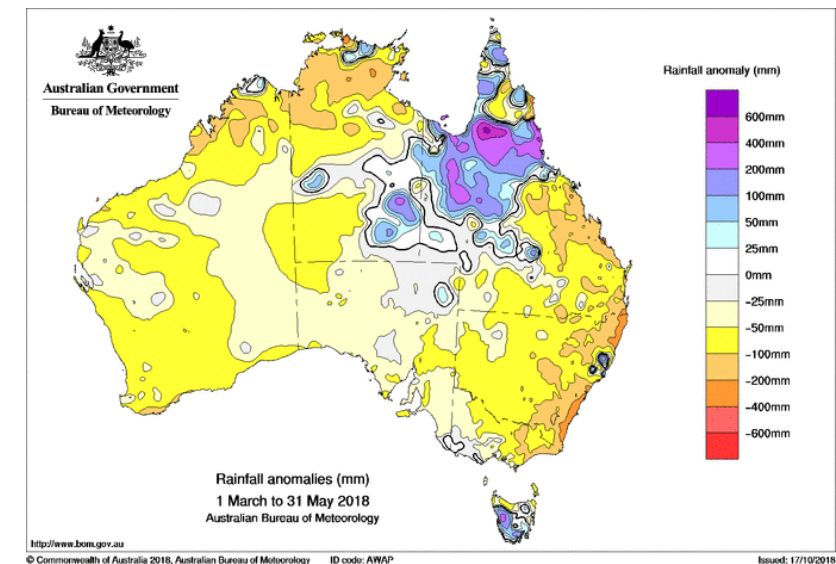 Australian Government
Bureau of Meteorology
Rainfall anomaly (mm)
600mm
400mm
200mm
100mm
50mm
25mm
0mm
-25mm
-50mm
-100mm
-200mm
-400mm
-600mm
Rainfall anomalies (mm)
1 March to 31 May 2018
Australian Bureau of Meteorology
http://www.bom.gov.au
© Commonwealth of Australia 2018, Australian Bureau of Meteorology ID code: AWAP Issued: 17/10/2018